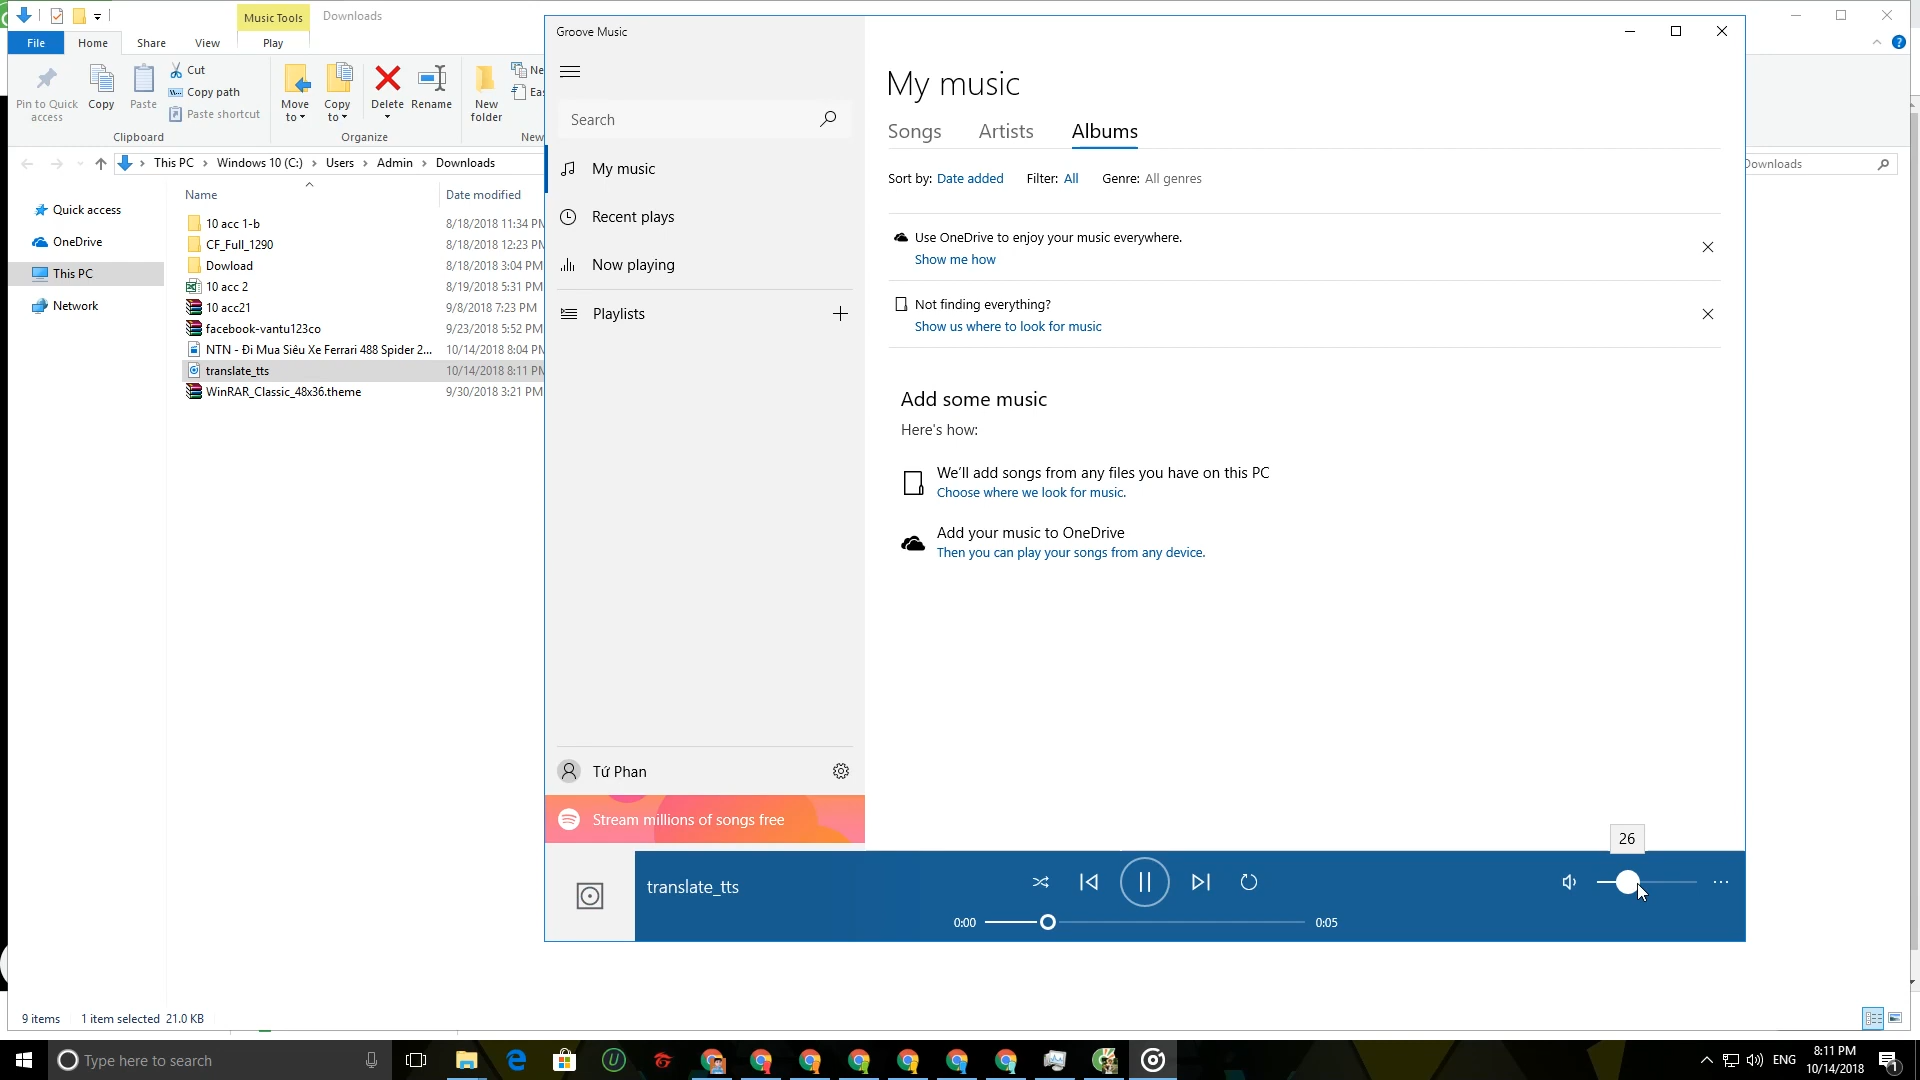 Music Tools
Downloads
File
Home
Share
View
Play
Pin to Quick access
Copy
Paste
Cut
Copy path
Paste shortcut
Clipboard
Move to
Copy to
Delete
Rename
Organize
New folder
This PC
Windows 10 (C:)
Users
Admin
Downloads
Downloads
Name
Date modified
Quick access
OneDrive
This PC
Network
10 acc 1-b 8/18/2018 11:34 PM
CF_Full_1290 8/18/2018 12:23 PM
Dowload 8/18/2018 3:04 PM
10 acc 2 8/19/2018 5:31 PM
10 acc21 9/8/2018 7:23 PM
facebook-vantu123co 9/23/2018 5:52 PM
NTN - Đi Mua Siêu Xe Ferrari 488 Spider 2... 10/14/2018 8:04 PM
translate_tts 10/14/2018 8:11 PM
WinRAR_Classic_48x36.theme 9/30/2018 3:21 PM
9 items 1 item selected 21.0 KB
Groove Music
Search
My music
Recent plays
Now playing
Playlists
Tứ Phan
Stream millions of songs free
My music
Songs Artists Albums
Sort by: Date added Filter: All Genre: All genres
Use OneDrive to enjoy your music everywhere.
Show me how
Not finding everything?
Show us where to look for music
Add some music
Here's how:
We'll add songs from any files you have on this PC
Choose where we look for music.
Add your music to OneDrive
Then you can play your songs from any device.
26
translate_tts
0:00
0:05
Type here to search
ENG
8:11 PM
10/14/2018
1